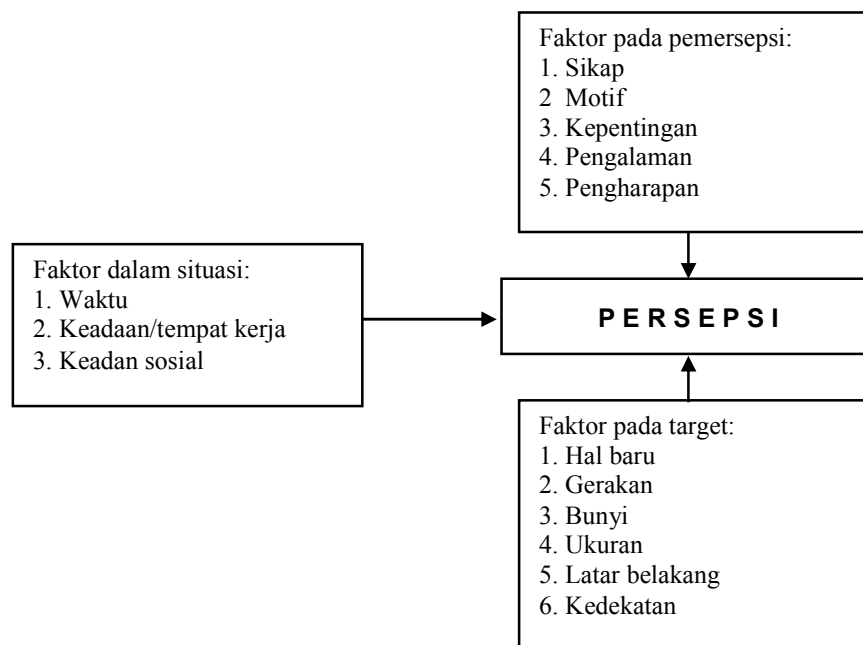 Faktor pada pemersepsi:
1. Sikap
2 Motif
3. Kepentingan
4. Pengalaman
5. Pengharapan
Faktor dalam situasi:
1. Waktu
2. Keadaan/tempat kerja
3. Keadan sosial
P E R S E P S I
Faktor pada target:
1. Hal baru
2. Gerakan
3. Bunyi
4. Ukuran
5. Latar belakang
6. Kedekatan